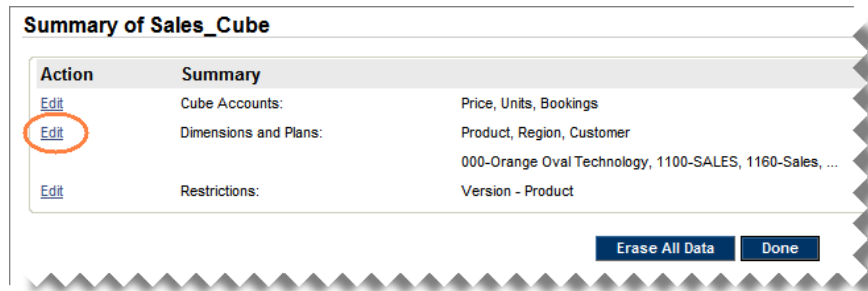 Summary of Sales_Cube
Action Summary
Edit Cube Accounts: Price, Units, Bookings
Edit Dimensions and Plans: Product, Region, Customer
000-Orange Oval Technology, 1100-SALES, 1160-Sales, ...
Edit Restrictions: Version - Product
Erase All Data Done